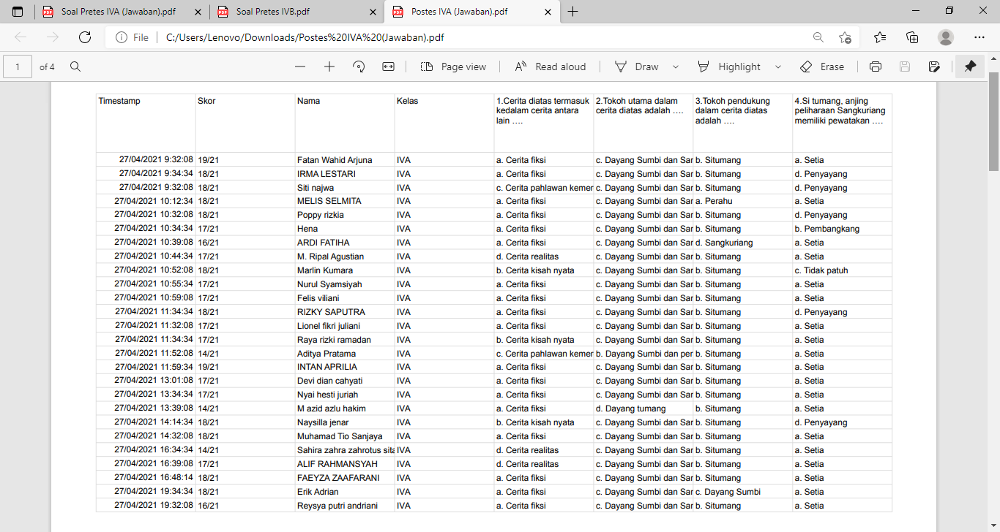 Soal Pretes IVA (Jawaban).pdf Soal Pretes IVB.pdf Postes IVA (Jawaban).pdf
File C:/Users/Lenovo/Downloads/Postes%20IVA%20(Jawaban).pdf
1 of 4 Page view Read aloud Draw Highlight Erase
Timestamp Skor Nama Kelas 1.Cerita diatas termasuk 2.Tokoh utama dalam 3.Tokoh pendukung 4.Si tumang, anjing
kedalam cerita antara cerita diatas adalah …. dalam cerita diatas peliharaan Sangkuriang
lain …. adalah …. memiliki pewatakan ….
27/04/2021 9:32:08 19/21 Fatan Wahid Arjuna IVA a. Cerita fiksi c. Dayang Sumbi dan Sar b. Situmang a. Setia
27/04/2021 9:34:34 18/21 IRMA LESTARI IVA a. Cerita fiksi c. Dayang Sumbi dan Sar b. Situmang d. Penyayang
27/04/2021 9:32:08 18/21 Siti najwa IVA c. Cerita pahlawan kemer c. Dayang Sumbi dan Sar b. Situmang d. Penyayang
27/04/2021 10:12:34 18/21 MELIS SELMITA IVA a. Cerita fiksi c. Dayang Sumbi dan Sar a. Perahu a. Setia
27/04/2021 10:32:08 18/21 Poppy rizkia IVA a. Cerita fiksi c. Dayang Sumbi dan Sar b. Situmang d. Penyayang
27/04/2021 10:34:34 17/21 Hena IVA a. Cerita fiksi c. Dayang Sumbi dan Sar b. Situmang b. Pembangkang
27/04/2021 10:39:08 16/21 ARDI FATIHA IVA a. Cerita fiksi c. Dayang Sumbi dan Sar d. Sangkuriang a. Setia
27/04/2021 10:44:34 17/21 M. Ripal Agustian IVA d. Cerita realitas c. Dayang Sumbi dan Sar b. Situmang a. Setia
27/04/2021 10:52:08 18/21 Marlin Kumara IVA b. Cerita kisah nyata c. Dayang Sumbi dan Sar b. Situmang c. Tidak patuh
27/04/2021 10:55:34 17/21 Nurul Syamsiyah IVA a. Cerita fiksi c. Dayang Sumbi dan Sar b. Situmang a. Setia
27/04/2021 10:59:08 17/21 Felis viliani IVA a. Cerita fiksi c. Dayang Sumbi dan Sar b. Situmang a. Setia
27/04/2021 11:34:34 18/21 RIZKY SAPUTRA IVA a. Cerita fiksi c. Dayang Sumbi dan Sar b. Situmang d. Penyayang
27/04/2021 11:32:08 17/21 Lionel fikri juliani IVA a. Cerita fiksi c. Dayang Sumbi dan Sar b. Situmang a. Setia
27/04/2021 11:34:34 17/21 Raya rizki ramadan IVA b. Cerita kisah nyata c. Dayang Sumbi dan Sar b. Situmang a. Setia
27/04/2021 11:52:08 14/21 Aditya Pratama IVA c. Cerita pahlawan kemer b. Dayang Sumbi dan per b. Situmang a. Setia
27/04/2021 11:59:34 19/21 INTAN APRILIA IVA a. Cerita fiksi c. Dayang Sumbi dan Sar b. Situmang a. Setia
27/04/2021 13:01:08 17/21 Devi dian cahyati IVA a. Cerita fiksi c. Dayang Sumbi dan Sar b. Situmang a. Setia
27/04/2021 13:34:34 17/21 Nyai hesti juriah IVA a. Cerita fiksi c. Dayang Sumbi dan Sar b. Situmang a. Setia
27/04/2021 13:39:08 14/21 M azid azlu hakim IVA a. Cerita fiksi d. Dayang tumang b. Situmang a. Setia
27/04/2021 14:14:34 18/21 Naysilla jenar IVA b. Cerita kisah nyata c. Dayang Sumbi dan Sar b. Situmang d. Penyayang
27/04/2021 14:32:08 18/21 Muhamad Tio Sanjaya IVA a. Cerita fiksi c. Dayang Sumbi dan Sar b. Situmang a. Setia
27/04/2021 16:34:34 14/21 Sahira zahra zahrotus sita IVA d. Cerita realitas c. Dayang Sumbi dan Sar b. Situmang a. Setia
27/04/2021 16:39:08 17/21 ALIF RAHMANSYAH IVA d. Cerita realitas c. Dayang Sumbi dan Sar b. Situmang a. Setia
27/04/2021 16:48:14 18/21 FAEYZA ZAAFARANI IVA a. Cerita fiksi c. Dayang Sumbi dan Sar b. Situmang a. Setia
27/04/2021 19:34:34 18/21 Erik Adrian IVA a. Cerita fiksi c. Dayang Sumbi dan Sar c. Dayang Sumbi a. Setia
27/04/2021 19:32:08 16/21 Reysya putri andriani IVA a. Cerita fiksi c. Dayang Sumbi dan Sar b. Situmang a. Setia